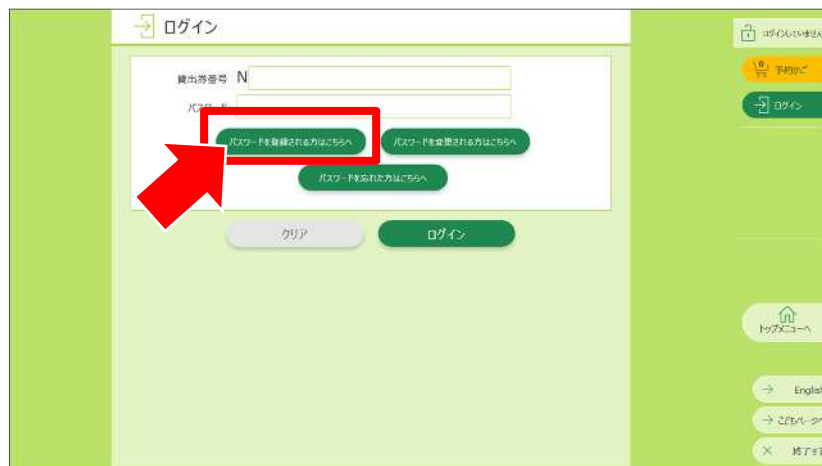 ログイン
貸出券番号 N
パスワード
パスワードを登録される方はこちらへ
パスワードを変更される方はこちらへ
パスワードを忘れた方はこちらへ
クリア
ログイン
ログインしていません
0
予約かご
ログイン
トップメニューへ
English
こどもページへ
終了する